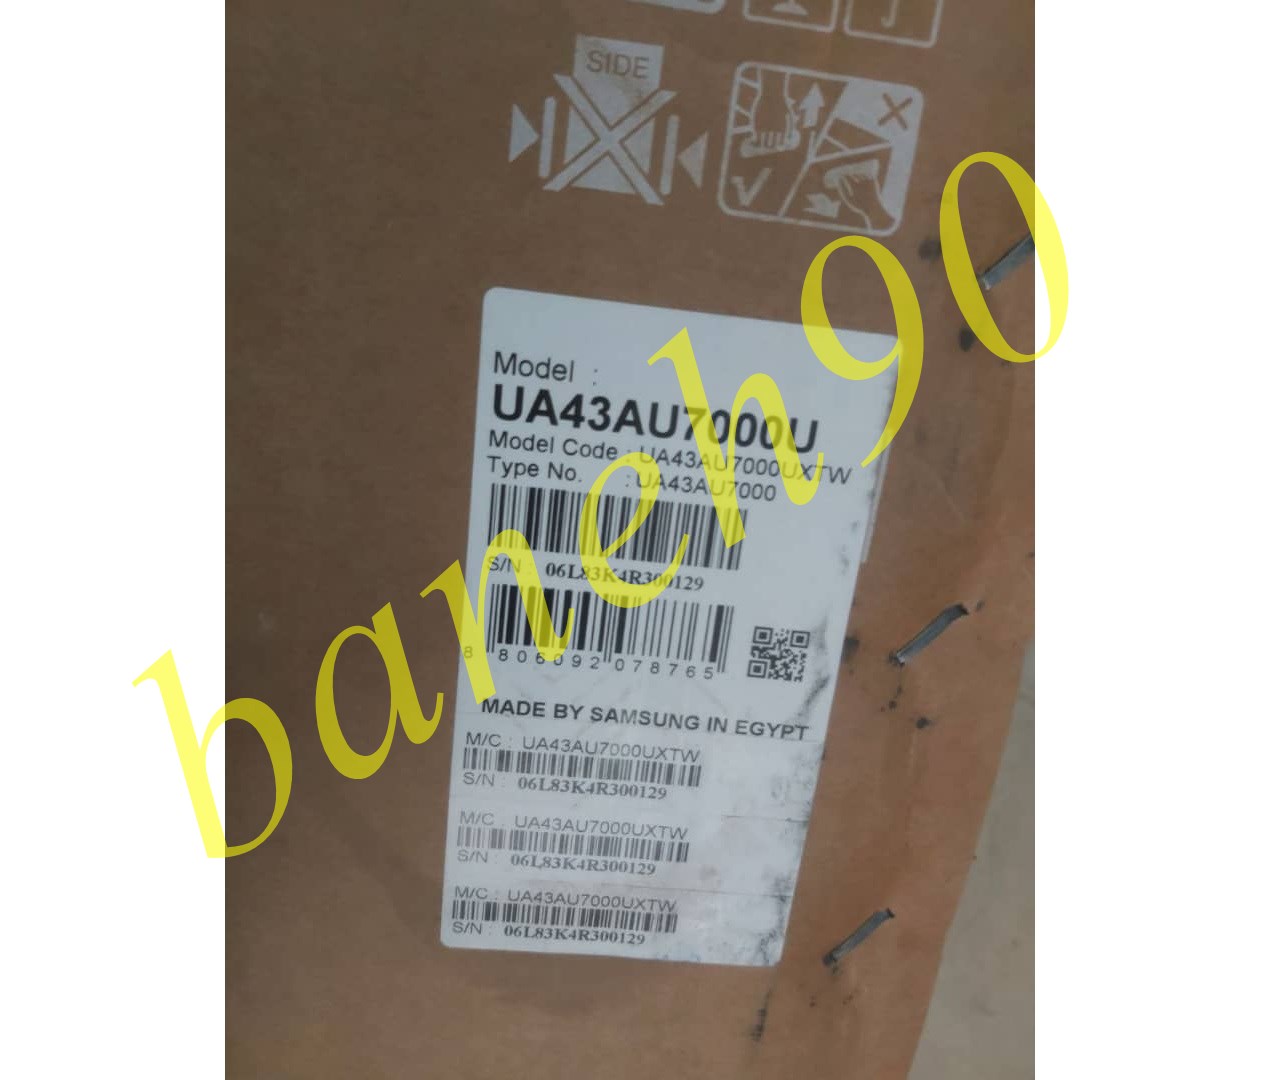 SIDE
Model :
UA43AU7000U
Model Code : UA43AU7000UXTW
Type No. : UA43AU7000
S/N : 06L83K4R300129
8 806092 078765
MADE BY SAMSUNG IN EGYPT
M/C : UA43AU7000UXTW
S/N : 06L83K4R300129
M/C : UA43AU7000UXTW
S/N : 06L83K4R300129
M/C : UA43AU7000UXTW
S/N : 06L83K4R300129
baneh90